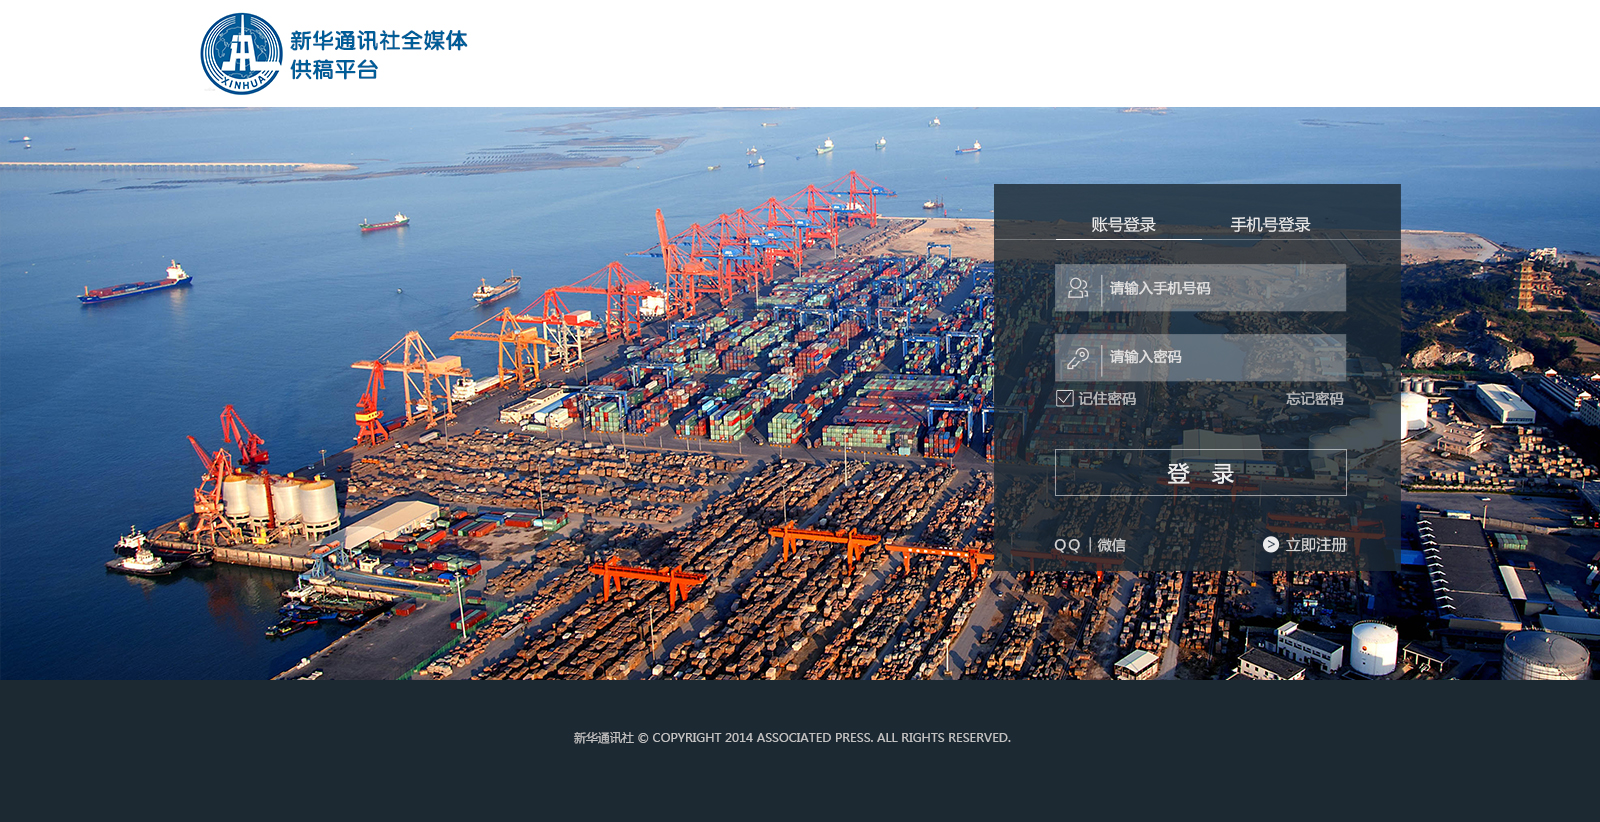 新华通讯社全媒体
供稿平台
XINHUA
账号登录 手机号登录
请输入手机号码
请输入密码
记住密码 忘记密码
登 录
QQ | 微信 > 立即注册
新华通讯社 © COPYRIGHT 2014 ASSOCIATED PRESS. ALL RIGHTS RESERVED.